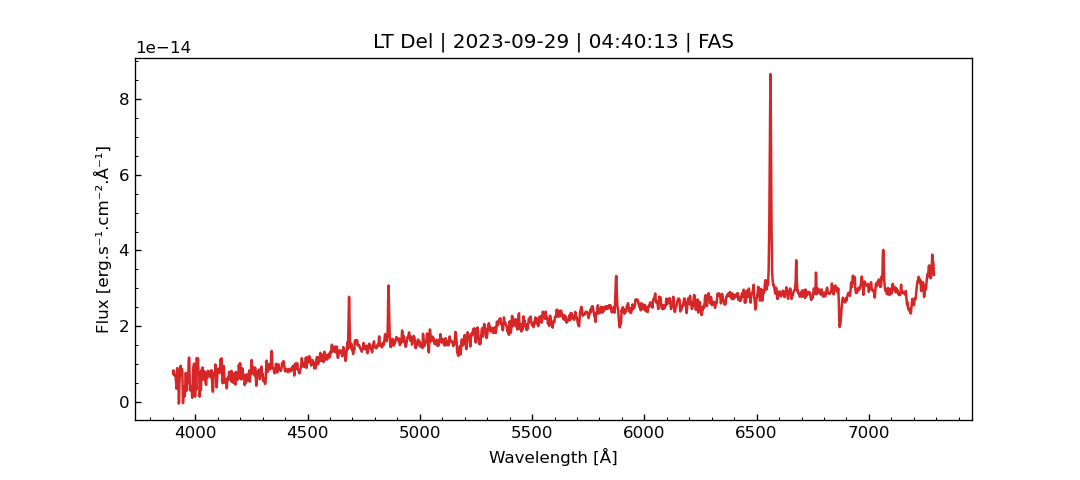 LT Del | 2023-09-29 | 04:40:13 | FAS
1e−14
8
6
4
2
0
Flux [erg.s⁻¹.cm⁻².Å⁻¹]
4000 4500 5000 5500 6000 6500 7000
Wavelength [Å]